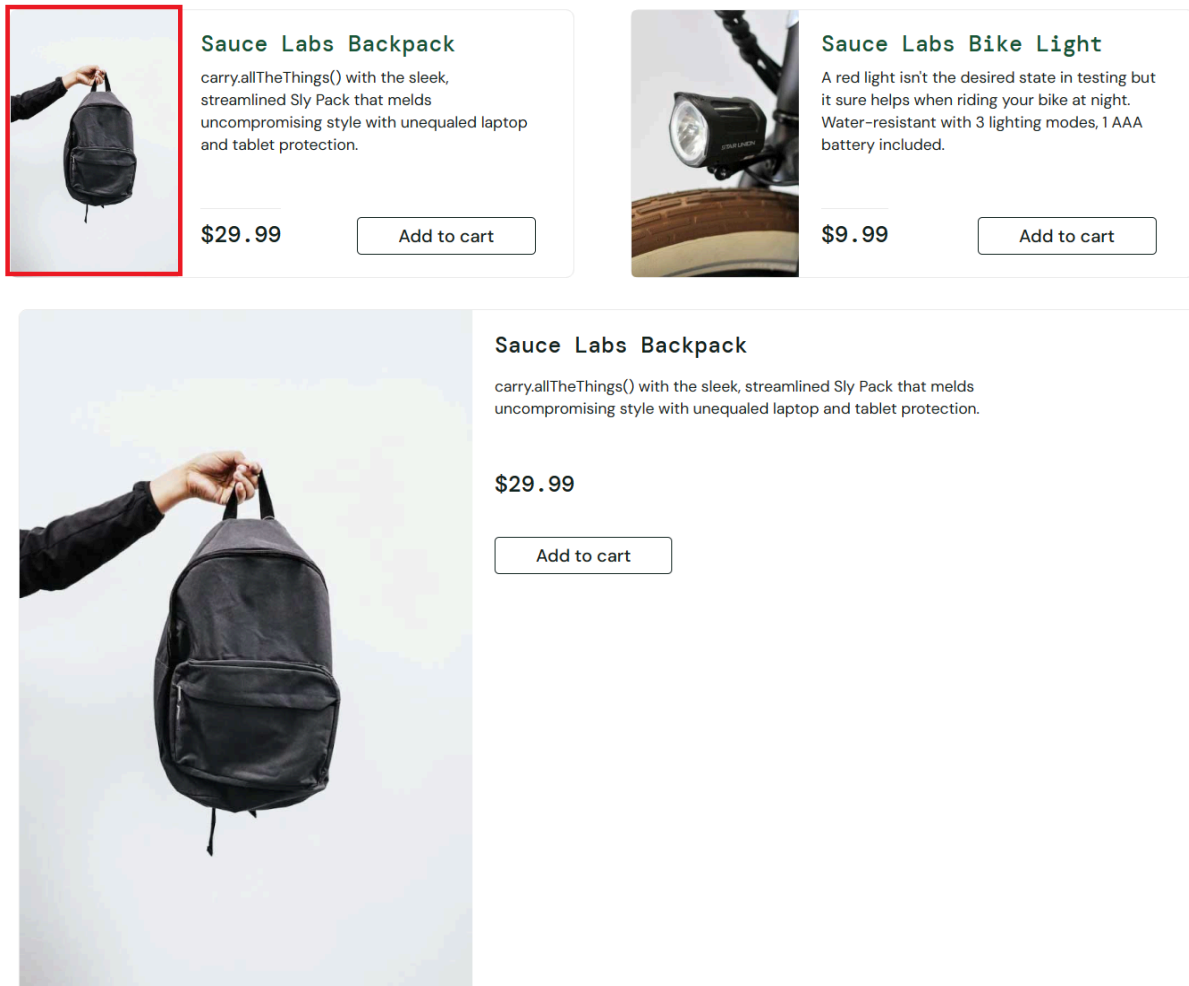 Sauce Labs Backpack
carry.allTheThings() with the sleek,
streamlined Sly Pack that melds
uncompromising style with unequaled laptop
and tablet protection.
$29.99
Add to cart
Sauce Labs Bike Light
A red light isn't the desired state in testing but
it sure helps when riding your bike at night.
Water-resistant with 3 lighting modes, 1 AAA
battery included.
STAR UNION
$9.99
Add to cart
Sauce Labs Backpack
carry.allTheThings() with the sleek, streamlined Sly Pack that melds
uncompromising style with unequaled laptop and tablet protection.
$29.99
Add to cart